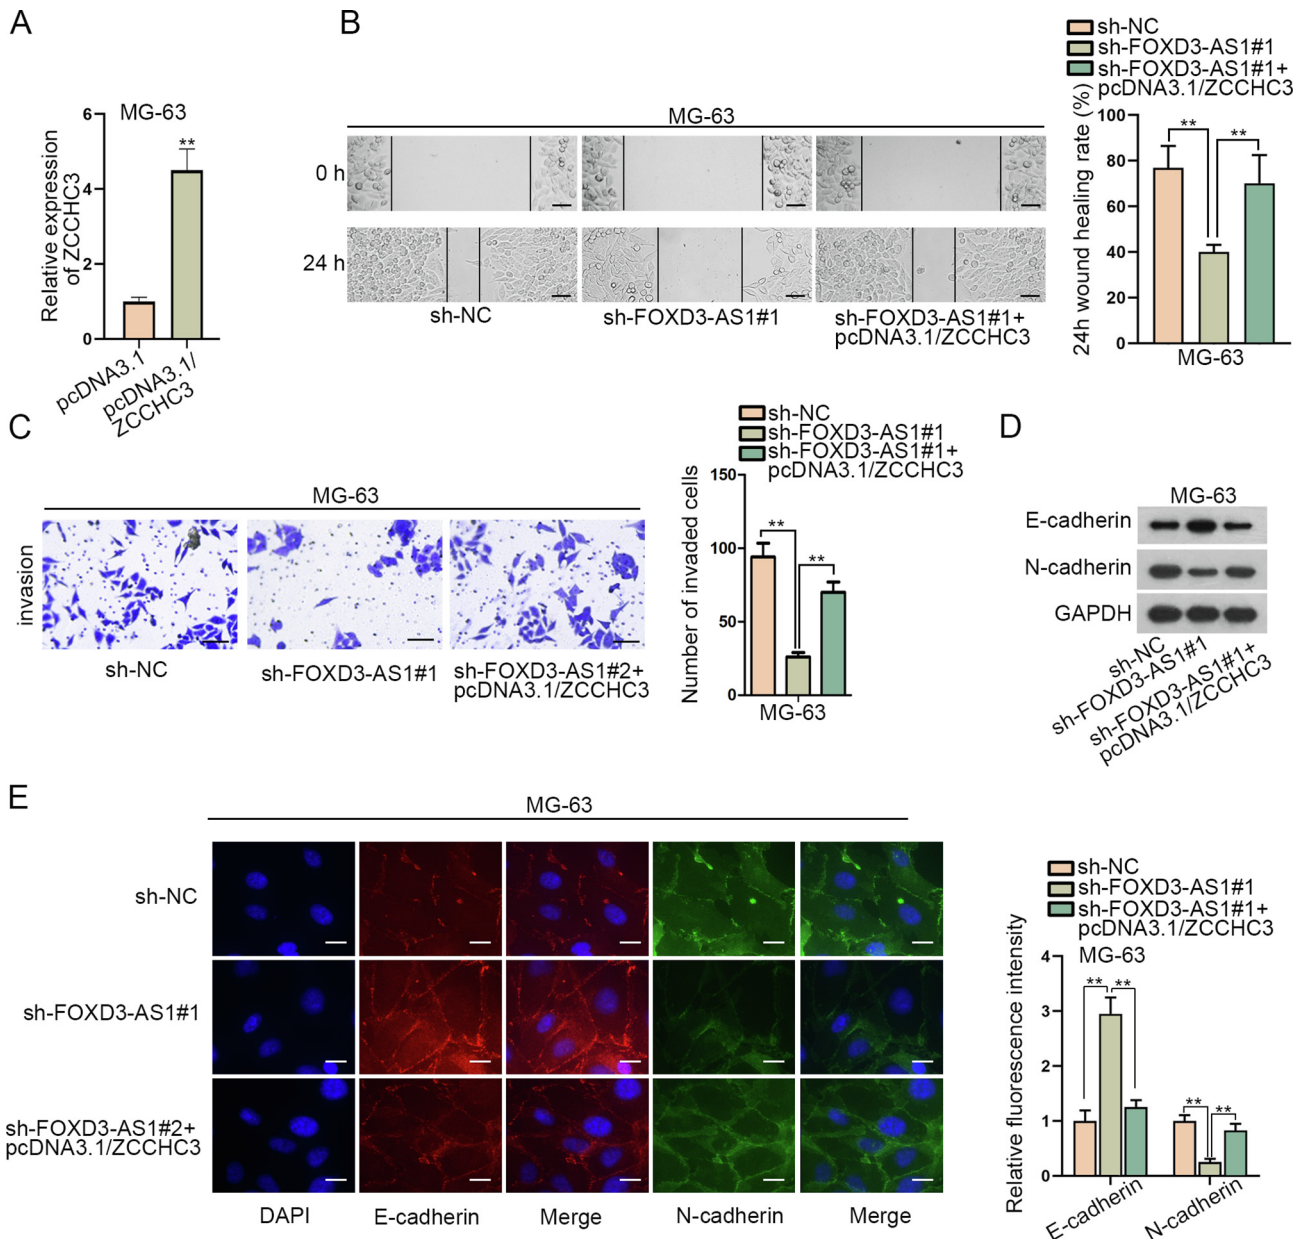 A
MG-63
Relative expression
of ZCCHC3
6
4
2
0
**
pcDNA3.1
pcDNA3.1/
ZCCHC3
B
MG-63
0 h
24 h
sh-NC
sh-FOXD3-AS1#1
sh-FOXD3-AS1#1+
pcDNA3.1/ZCCHC3
sh-NC
sh-FOXD3-AS1#1
sh-FOXD3-AS1#1+
pcDNA3.1/ZCCHC3
24h wound healing rate (%)
100
80
60
40
20
0
** **
MG-63
C
MG-63
invasion
sh-NC
sh-FOXD3-AS1#1
sh-FOXD3-AS1#2+
pcDNA3.1/ZCCHC3
sh-NC
sh-FOXD3-AS1#1
sh-FOXD3-AS1#1+
pcDNA3.1/ZCCHC3
Number of invaded cells
150
100
50
0
**
**
MG-63
D
MG-63
E-cadherin
N-cadherin
GAPDH
sh-NC
sh-FOXD3-AS1#1
sh-FOXD3-AS1#1+
pcDNA3.1/ZCCHC3
E
MG-63
sh-NC
sh-FOXD3-AS1#1
sh-FOXD3-AS1#2+
pcDNA3.1/ZCCHC3
DAPI E-cadherin Merge N-cadherin Merge
sh-NC
sh-FOXD3-AS1#1
sh-FOXD3-AS1#1+
pcDNA3.1/ZCCHC3
MG-63
Relative fluorescence intensity
4
3
2
1
0
** **
** **
E-cadherin
N-cadherin